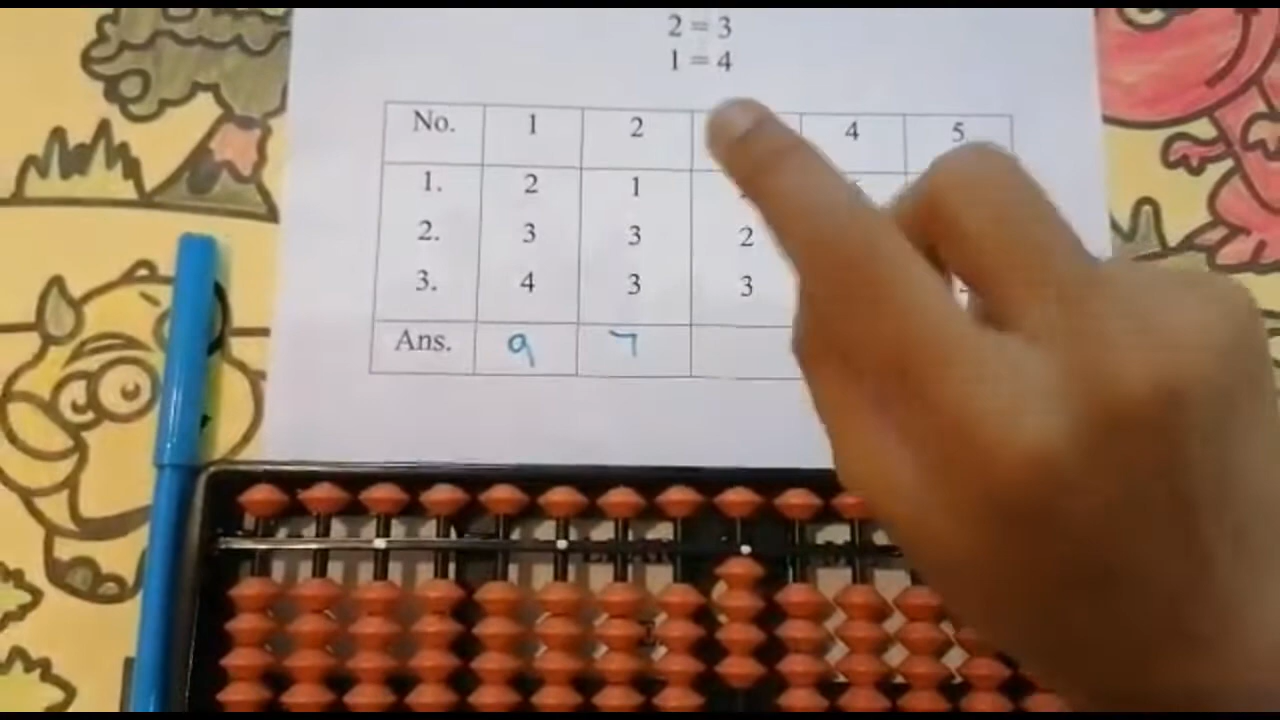 2 = 3
1 = 4
No. 1 2 4 5
1. 2 1
2. 3 3 2
3. 4 3 3
Ans. 9 7